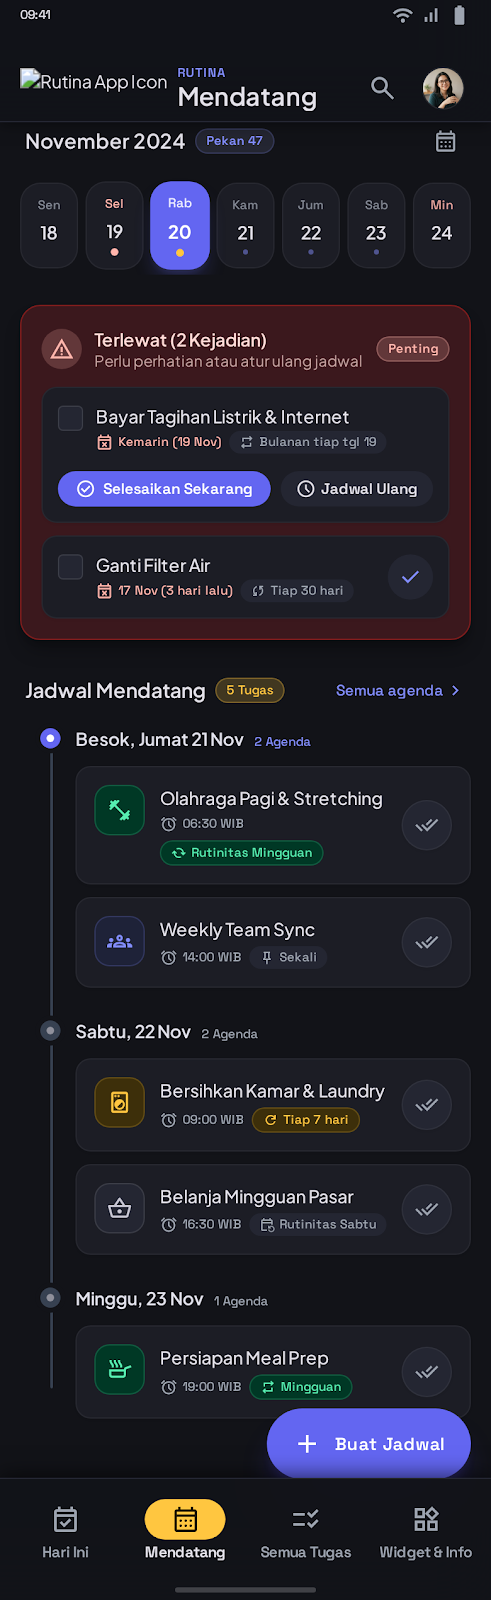 09:41
Rutina App Icon
RUTINA
Mendatang
November 2024 Pekan 47
Sen Sel Rab Kam Jum Sab Min
18 19 20 21 22 23 24
Terlewat (2 Kejadian)
Perlu perhatian atau atur ulang jadwal
Penting
Bayar Tagihan Listrik & Internet
Kemarin (19 Nov) Bulanan tiap tgl 19
Selesaikan Sekarang Jadwal Ulang
Ganti Filter Air
17 Nov (3 hari lalu) Tiap 30 hari
Jadwal Mendatang 5 Tugas Semua agenda
Besok, Jumat 21 Nov 2 Agenda
Olahraga Pagi & Stretching
06:30 WIB
Rutinitas Mingguan
Weekly Team Sync
14:00 WIB Sekali
Sabtu, 22 Nov 2 Agenda
Bersihkan Kamar & Laundry
09:00 WIB Tiap 7 hari
Belanja Mingguan Pasar
16:30 WIB Rutinitas Sabtu
Minggu, 23 Nov 1 Agenda
Persiapan Meal Prep
19:00 WIB Mingguan
+ Buat Jadwal
Hari Ini Mendatang Semua Tugas Widget & Info